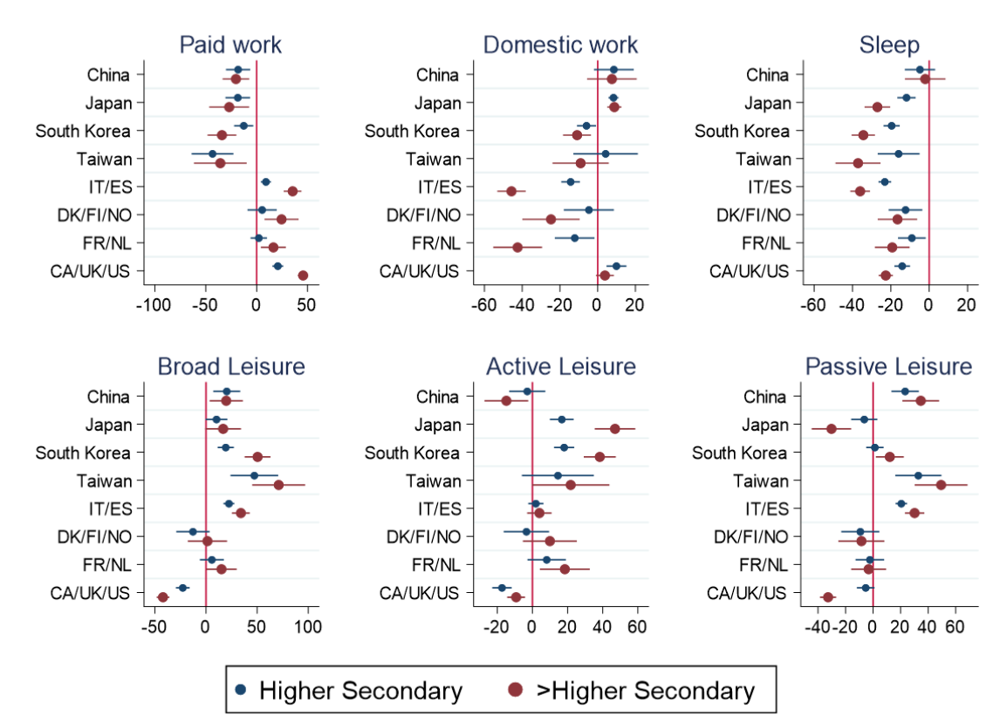 Paid work
China
Japan
South Korea
Taiwan
IT/ES
DK/FI/NO
FR/NL
CA/UK/US
-100 -50 0 50
Domestic work
China
Japan
South Korea
Taiwan
IT/ES
DK/FI/NO
FR/NL
CA/UK/US
-60 -40 -20 0 20
Sleep
China
Japan
South Korea
Taiwan
IT/ES
DK/FI/NO
FR/NL
CA/UK/US
-60 -40 -20 0 20
Broad Leisure
China
Japan
South Korea
Taiwan
IT/ES
DK/FI/NO
FR/NL
CA/UK/US
-50 0 50 100
Active Leisure
China
Japan
South Korea
Taiwan
IT/ES
DK/FI/NO
FR/NL
CA/UK/US
-20 0 20 40 60
Passive Leisure
China
Japan
South Korea
Taiwan
IT/ES
DK/FI/NO
FR/NL
CA/UK/US
-40 -20 0 20 40 60
Higher Secondary >Higher Secondary